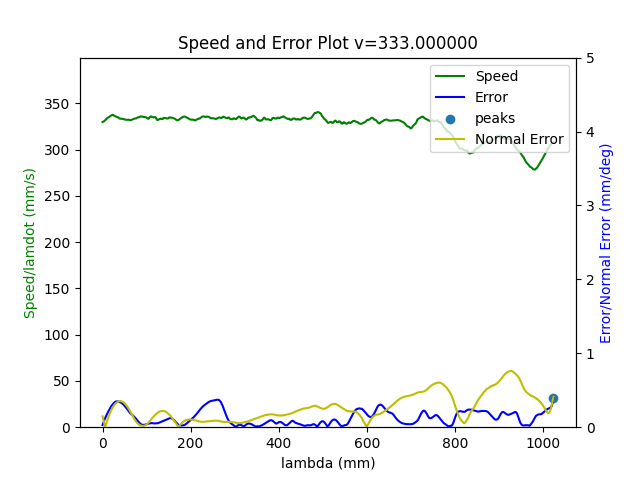 Speed and Error Plot v=333.000000
Speed/lamdot (mm/s)
350
300
250
200
150
100
50
0
0 200 400 600 800 1000
lambda (mm)
5
4
3
2
1
0
Error/Normal Error (mm/deg)
Speed
Error
peaks
Normal Error